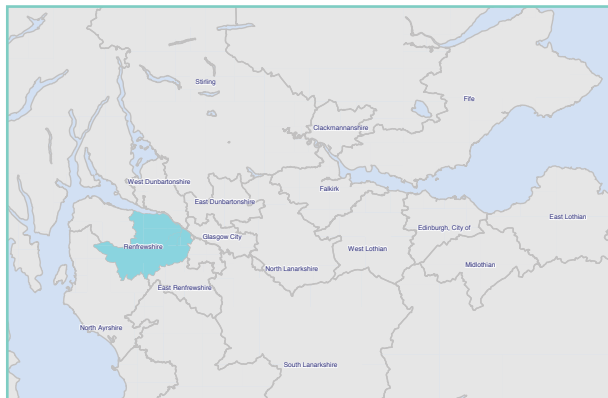 Stirling
Fife
Clackmannanshire
West Dunbartonshire
Falkirk
East Dunbartonshire
East Lothian
Edinburgh, City of
Glasgow City
Renfrewshire
West Lothian
Midlothian
North Lanarkshire
East Renfrewshire
North Ayrshire
South Lanarkshire